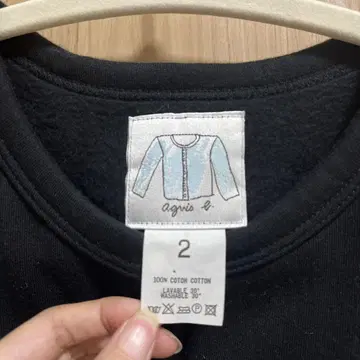 agnès b.
2
100% COTON COTTON
LAVABLE 30°
WASHABLE 30°